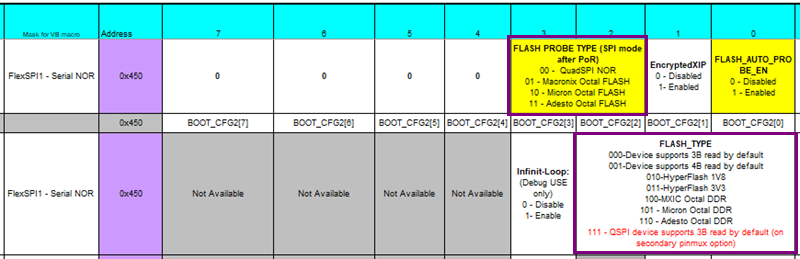 Mask for VB macro Address 7 6 5 4 3 2 1 0
FLASH PROBE TYPE (SPI mode
after PoR)
00 - QuadSPI NOR
01 - Macronix Octal FLASH
10 - Micron Octal FLASH
11 - Adesto Octal FLASH
EncryptedXIP
0 - Disabled
1- Enabled
FLASH_AUTO_PRO
BE_EN
0 - Disabled
1 - Enabled
FlexSPI1 - Serial NOR 0x450 0 0 0 0
0x450 BOOT_CFG2[7] BOOT_CFG2[6] BOOT_CFG2[5] BOOT_CFG2[4] BOOT_CFG2[3] BOOT_CFG2[2] BOOT_CFG2[1] BOOT_CFG2[0]
FlexSPI1 - Serial NOR 0x450 Not Available Not Available Not Available Not Available
Infinit-Loop:
(Debug USE
only)
0 - Disable
1- Enable
FLASH_TYPE
000-Device supports 3B read by default
001-Device supports 4B read by default
010-HyperFlash 1V8
011-HyperFlash 3V3
100-MXIC Octal DDR
101 - Micron Octal DDR
110 - Adesto Octal DDR
111 - QSPI device supports 3B read by default (on
secondary pinmux option)